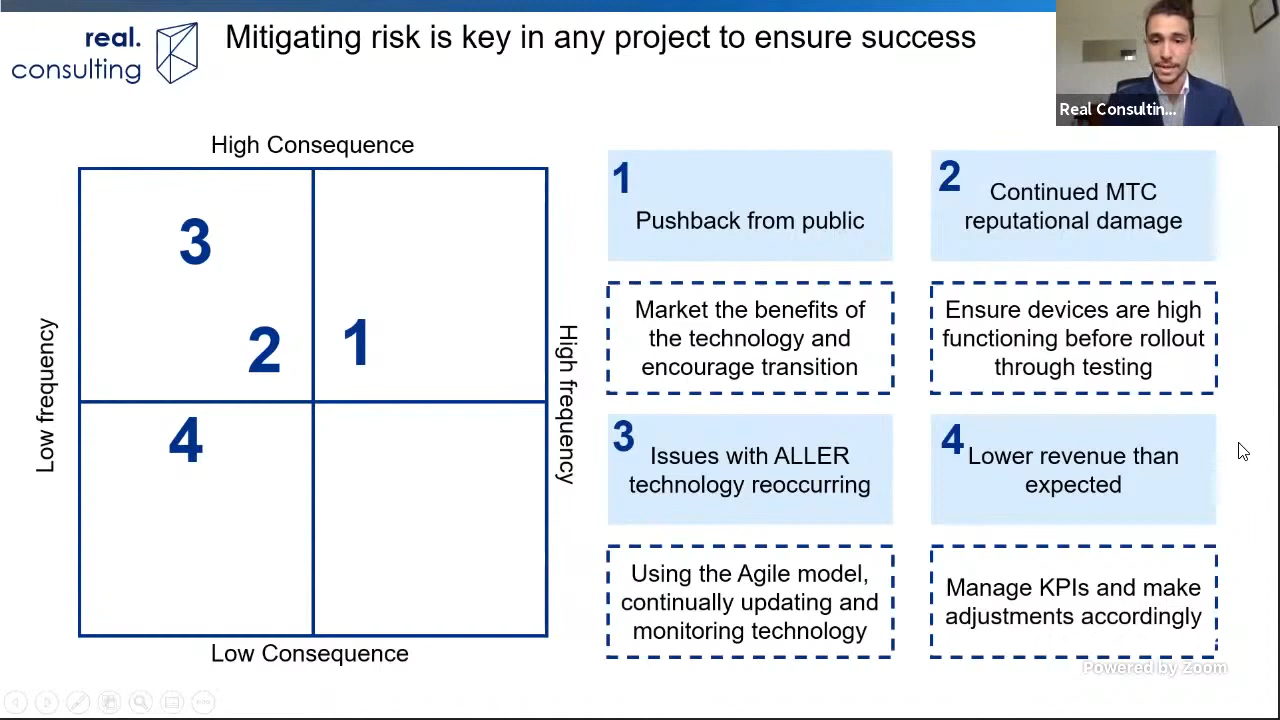 real.
consulting
Mitigating risk is key in any project to ensure success
Real Consultin...
High Consequence
Low frequency
High frequency
Low Consequence
3
2
1
4
1
Pushback from public
Market the benefits of
the technology and
encourage transition
2
Continued MTC
reputational damage
Ensure devices are high
functioning before rollout
through testing
3
Issues with ALLER
technology reoccurring
Using the Agile model,
continually updating and
monitoring technology
4
Lower revenue than
expected
Manage KPIs and make
adjustments accordingly
Powered by Zoom